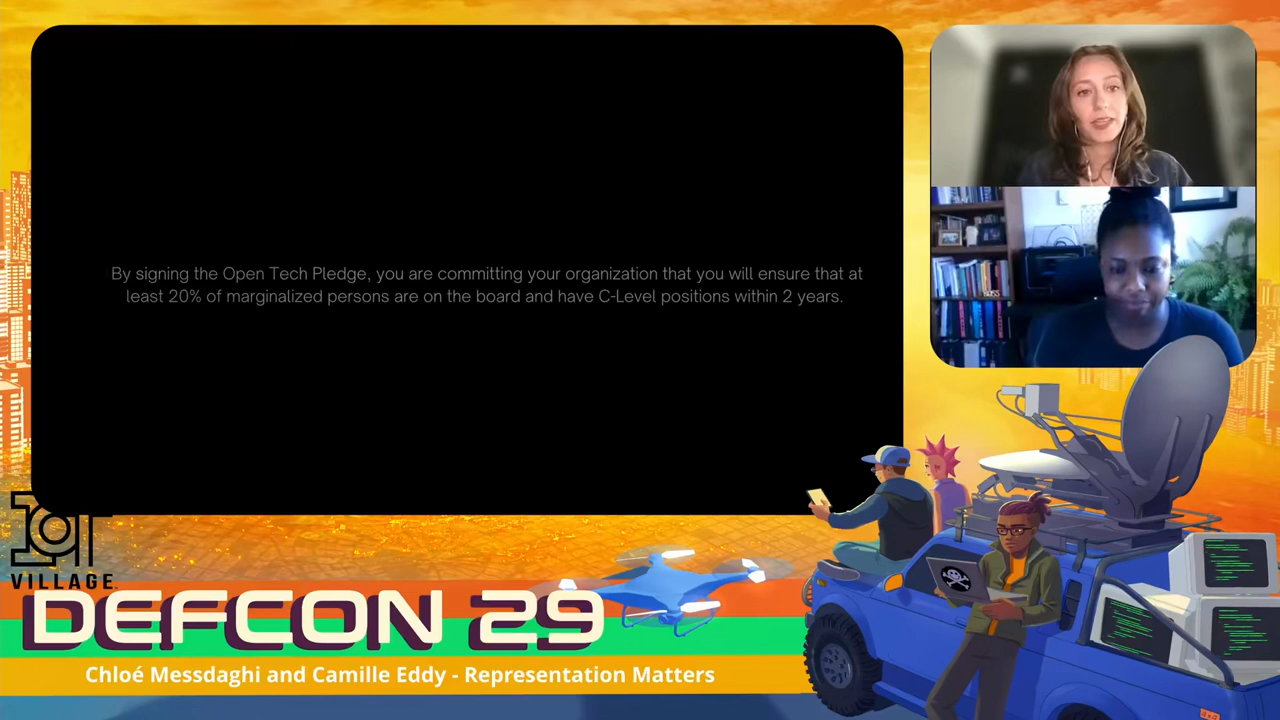 By signing the Open Tech Pledge, you are committing your organization that you will ensure that at
least 20% of marginalized persons are on the board and have C-Level positions within 2 years.
IoT
VILLAGE
DEFCON 29
Chloé Messdaghi and Camille Eddy - Representation Matters